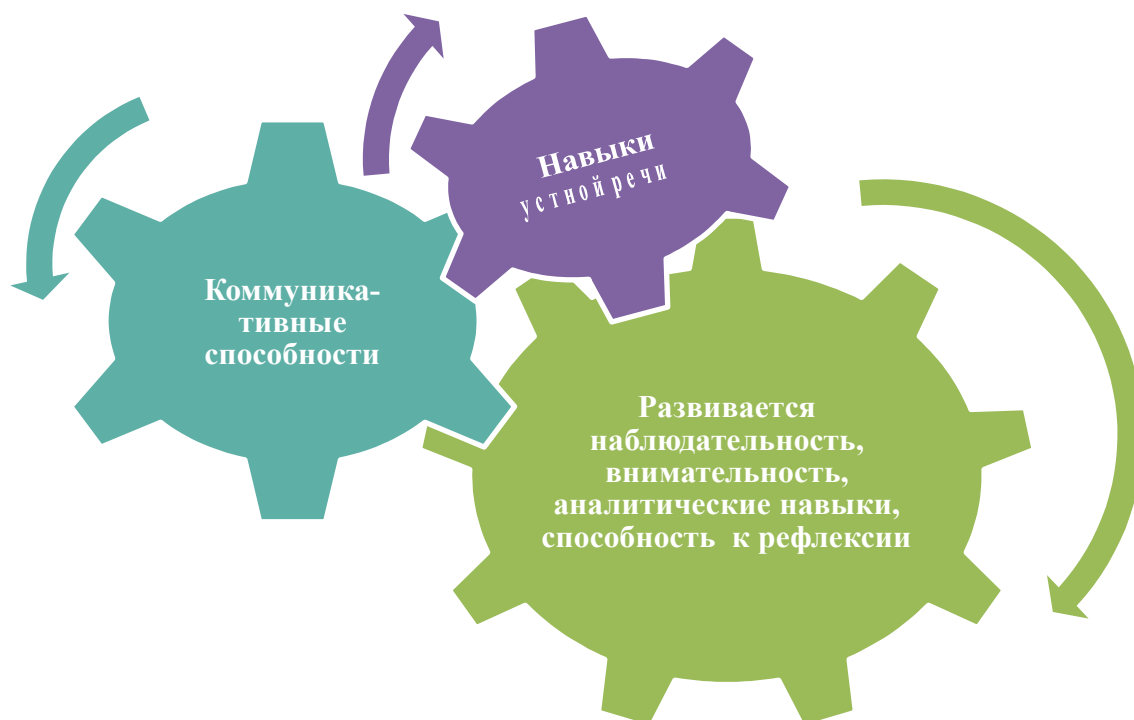 Навыки
устной речи
Коммуника-
тивные
способности
Развивается
наблюдательность,
внимательность,
аналитические навыки,
способность к рефлексии